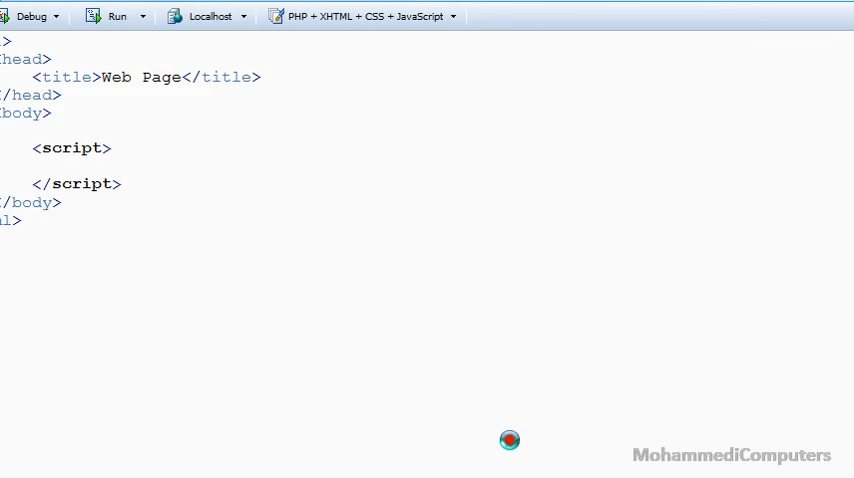 Debug Run Localhost PHP + XHTML + CSS + JavaScript
>
head>
<title>Web Page</title>
/head>
body>
<script>
</script>
/body>
l>
MohammediComputers